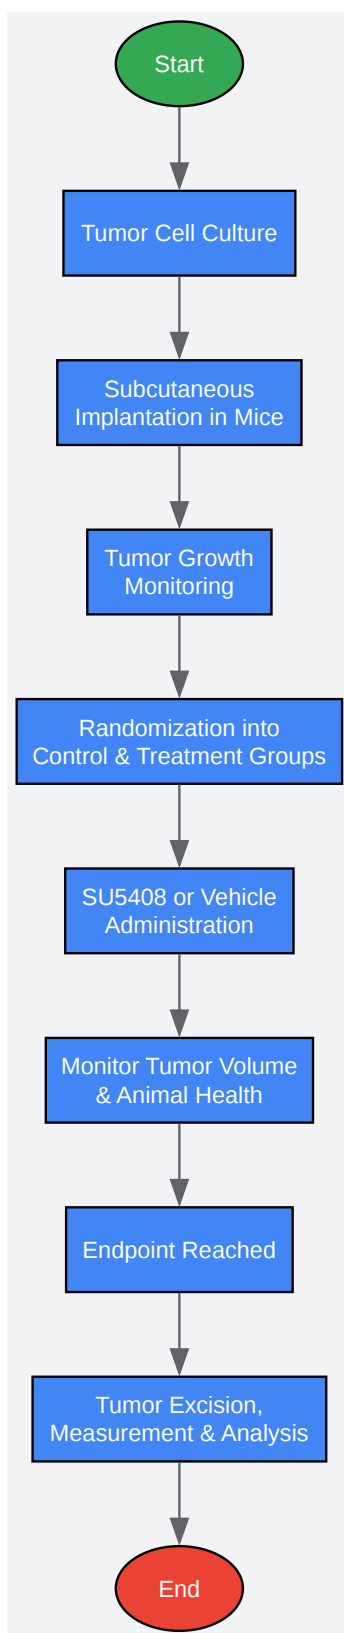 Start
Tumor Cell Culture
Subcutaneous
Implantation in Mice
Tumor Growth
Monitoring
Randomization into
Control & Treatment Groups
SU5408 or Vehicle
Administration
Monitor Tumor Volume
& Animal Health
Endpoint Reached
Tumor Excision,
Measurement & Analysis
End